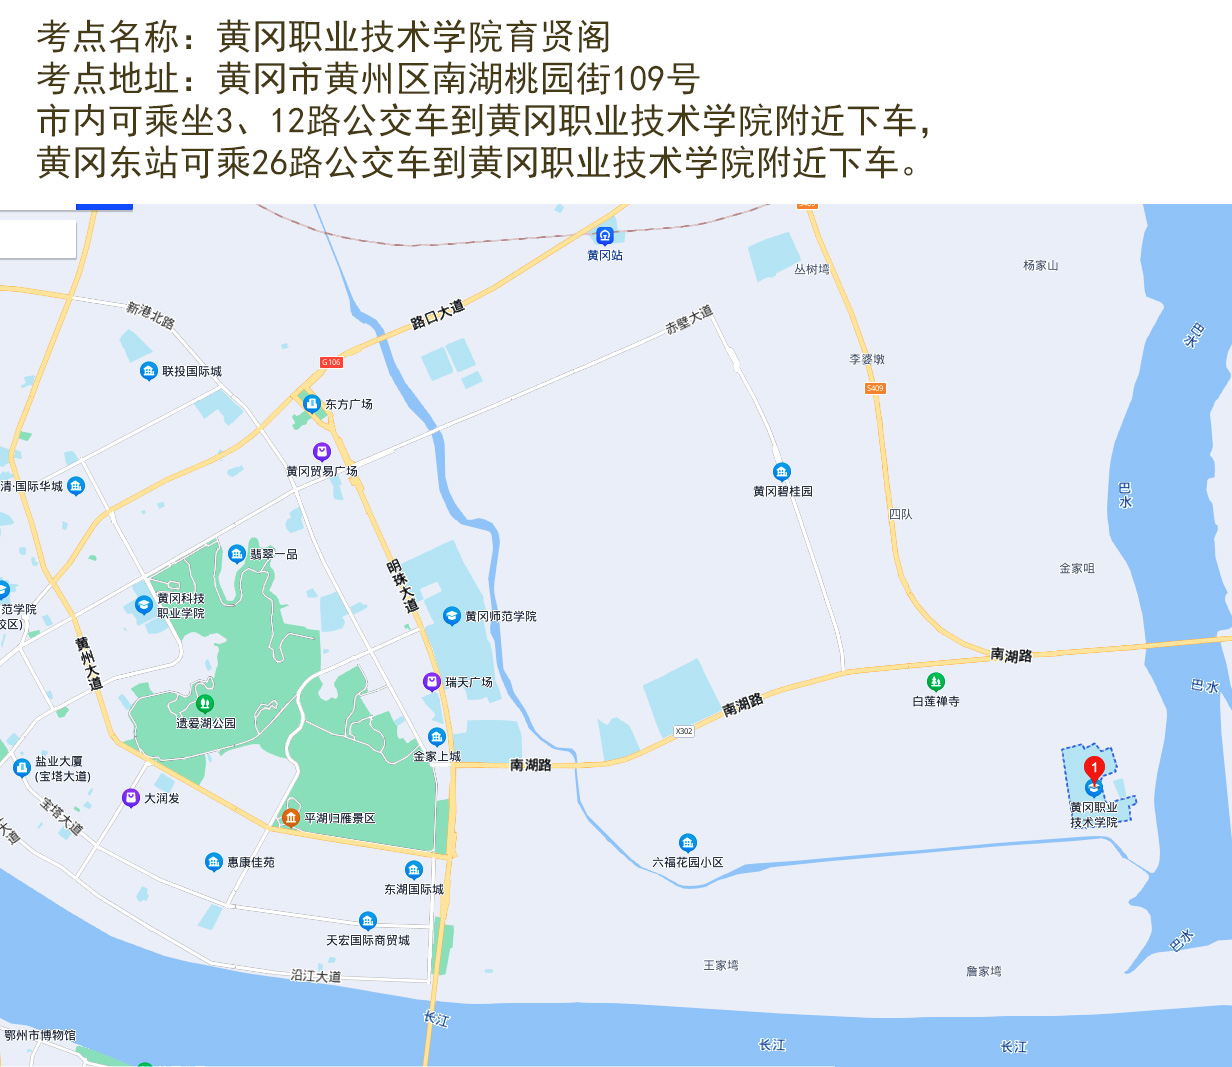 考点名称：黄冈职业技术学院育贤阁
考点地址：黄冈市黄州区南湖桃园街109号
市内可乘坐3、12路公交车到黄冈职业技术学院附近下车，
黄冈东站可乘26路公交车到黄冈职业技术学院附近下车。
黄冈站
丛树塆
杨家山
新港北路
路口大道
赤壁大道
巴水
G106
李婆墩
联投国际城
S409
东方广场
黄冈贸易广场
黄冈碧桂园
清·国际华城
巴水
四队
翡翠一品
明珠大道
金家咀
黄冈科技
职业学院
范学院
校区)
黄冈师范学院
黄州大道
南湖路
瑞天广场
白莲禅寺
巴水
遗爱湖公园
南湖路
X302
金家上城
南湖路
盐业大厦
(宝塔大道)
1
大润发
黄冈职业
技术学院
宝塔大道
平湖归雁景区
大道
惠康佳苑
六福花园小区
东湖国际城
天宏国际商贸城
巴水
王家塆
詹家塆
沿江大道
长江
鄂州市博物馆
长江
长江